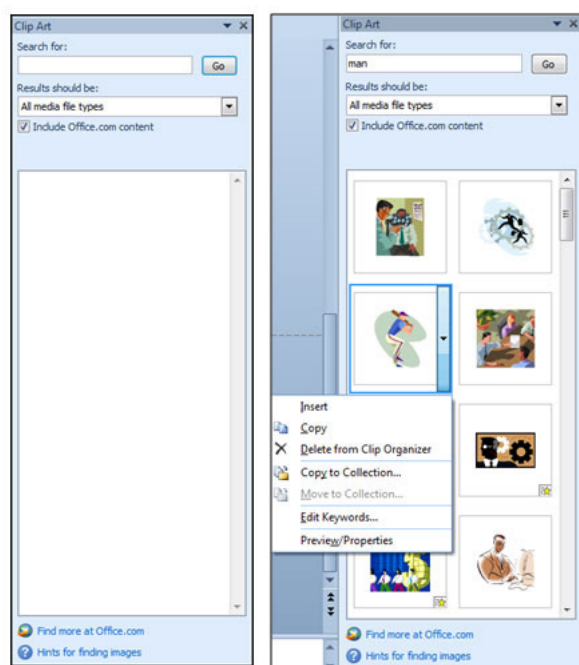 Clip Art
Search for:
Go
Results should be:
All media file types
Include Office.com content
Find more at Office.com
Hints for finding images
Clip Art
Search for:
man
Go
Results should be:
All media file types
Include Office.com content
Insert
Copy
Delete from Clip Organizer
Copy to Collection...
Move to Collection...
Edit Keywords...
Preview/Properties
Find more at Office.com
Hints for finding images